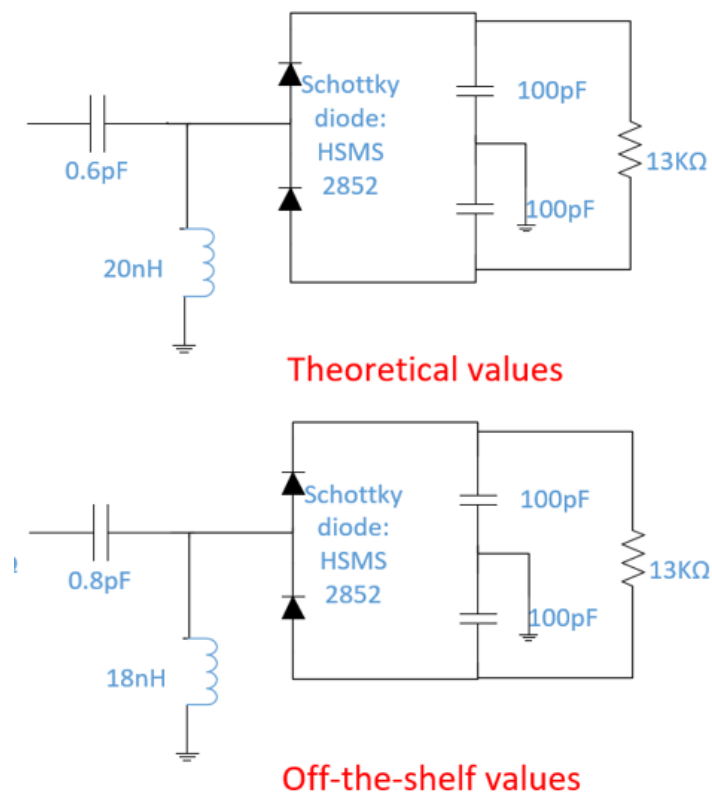 Schottky
diode:
HSMS
2852
100pF
0.6pF
13KΩ
100pF
20nH
Theoretical values
Schottky
diode:
HSMS
2852
100pF
Ω
0.8pF
13KΩ
100pF
18nH
Off-the-shelf values